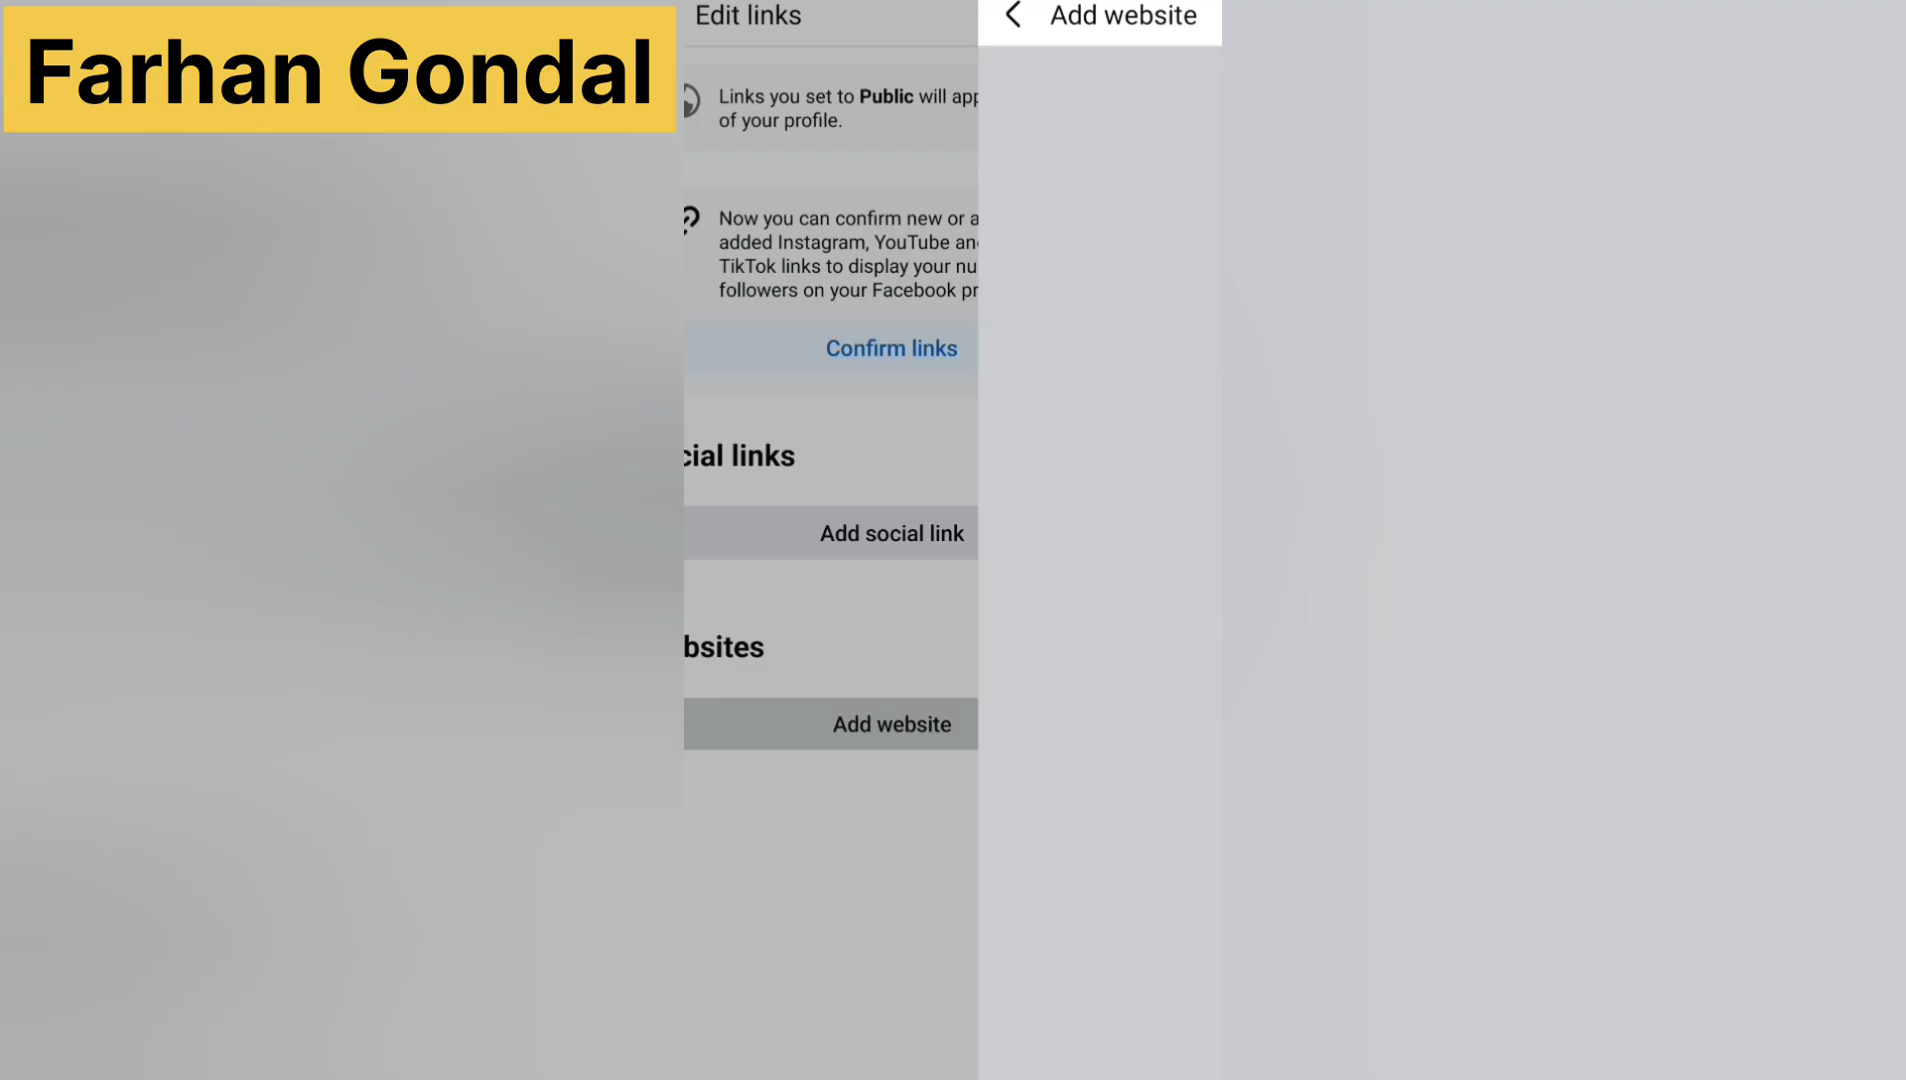 Farhan Gondal
Edit links
Add website
Links you set to Public will app
of your profile.
Now you can confirm new or a
added Instagram, YouTube an
TikTok links to display your nu
followers on your Facebook pr
Confirm links
cial links
Add social link
bsites
Add website